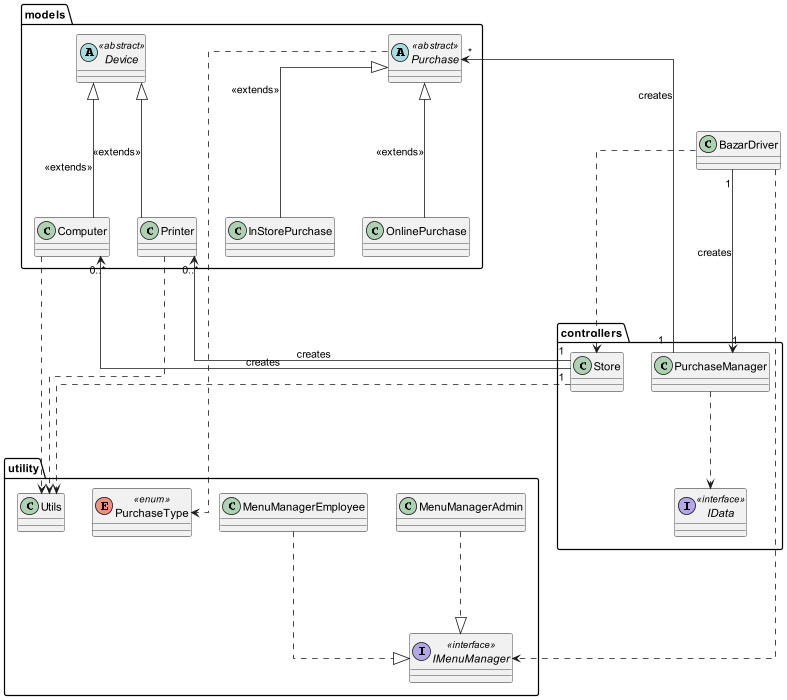 models
A «abstract» Device
A «abstract» Purchase
*
«extends»
creates
C BazarDriver
«extends»
«extends»
«extends»
1
C Computer
C Printer
C InStorePurchase
C OnlinePurchase
creates
0..*
0..*
controllers
1
1
1
creates
creates
C Store
C PurchaseManager
1
utility
C Utils
E «enum» PurchaseType
C MenuManagerEmployee
C MenuManagerAdmin
I «interface» IData
I «interface» IMenuManager